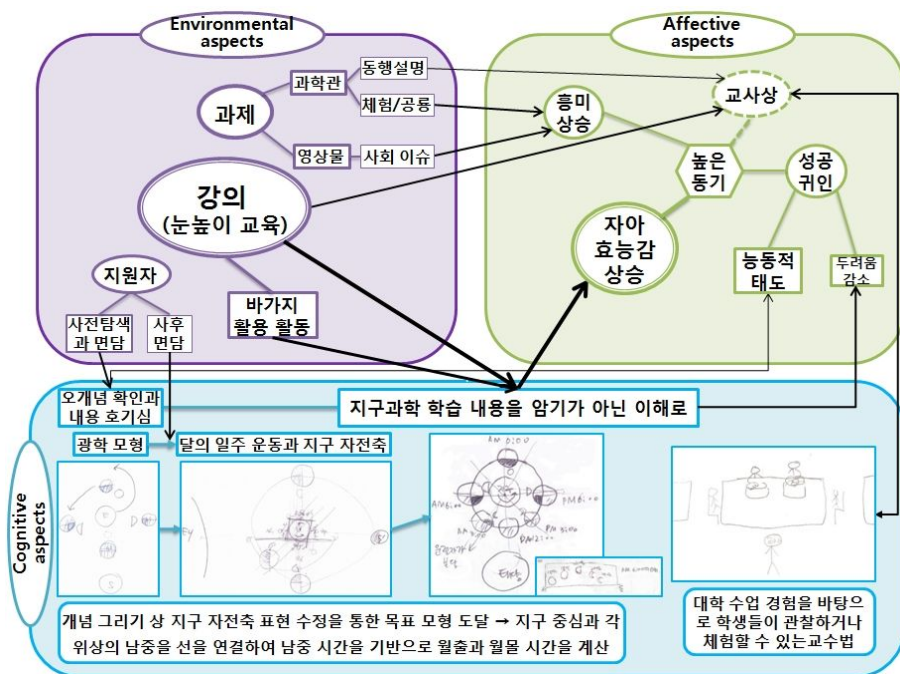 Environmental
aspects
Affective
aspects
과제
과학관
동행설명
체험/공룡
영상물
사회 이슈
강의
(눈높이 교육)
지원자
사전탐색
과 면담
사후
면담
바가지
활용 활동
흥미
상승
교사상
높은
동기
성공
귀인
자아
효능감
상승
능동적
태도
두려움
감소
Cognitive
aspects
오개념 확인과
내용 호기심
지구과학 학습 내용을 암기가 아닌 이해로
광학 모형
달의 일주 운동과 지구 자전축
개념 그리기 상 지구 자전축 표현 수정을 통한 목표 모형 도달 → 지구 중심과 각
위상의 남중을 선을 연결하여 남중 시간을 기반으로 월출과 월몰 시간을 계산
대학 수업 경험을 바탕으
로 학생들이 관찰하거나
체험할 수 있는교수법